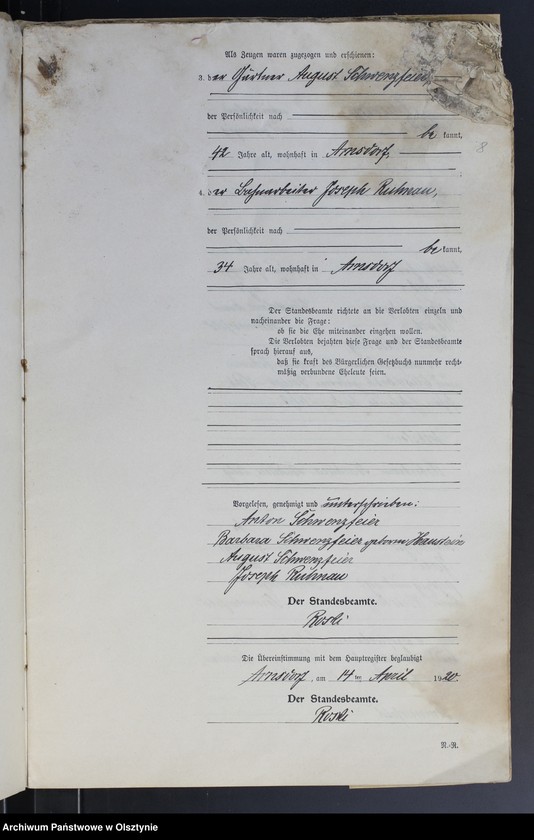 Als Zeugen waren zugezogen und erschienen:
3. der Gärtner August Schwenzfeier
der Persönlichkeit nach
be kannt,
42 Jahre alt, wohnhaft in Arnsdorf,
8
4. der Bahnarbeiter Joseph Ruhnau,
der Persönlichkeit nach
be kannt,
34 Jahre alt, wohnhaft in Arnsdorf
Der Standesbeamte richtete an die Verlobten einzeln und
nacheinander die Frage:
ob sie die Ehe miteinander eingehen wollen.
Die Verlobten bejahten diese Frage und der Standesbeamte
sprach hierauf aus,
daß sie kraft des Bürgerlichen Gesetzbuchs nunmehr recht-
mäßig verbundene Eheleute seien.
Vorgelesen, genehmigt und unterschrieben:
Anton Schwenzfeier
Barbara Schwenzfeier geborene
August Schwenzfeier
Joseph Ruhnau
Der Standesbeamte.
Roski
Die Übereinstimmung mit dem Hauptregister beglaubigt
Arnsdorf, am 14 ten April 1920.
Der Standesbeamte.
Roski
N.-R.
Archiwum Państwowe w Olsztynie